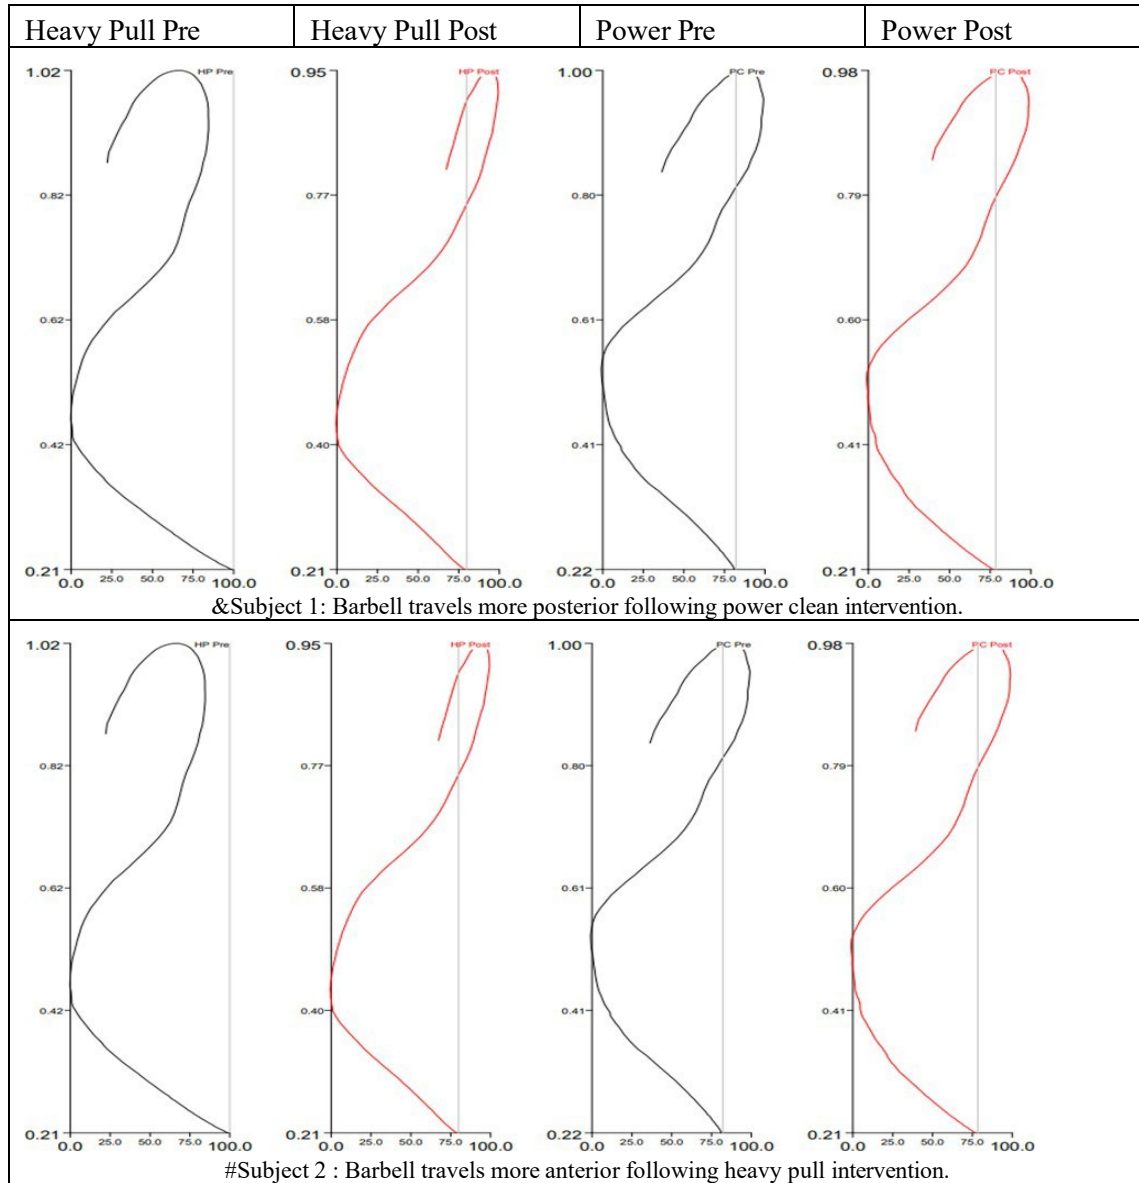 Heavy Pull Pre Heavy Pull Post Power Pre Power Post
1.02 HP Pre 0.95 HP Post 1.00 PC Pre 0.98 PC Post
0.82 0.77 0.80 0.79
0.62 0.58 0.61 0.60
0.42 0.40 0.41 0.41
0.21 0.21 0.22 0.21
0.0 25.0 50.0 75.0 100.0 0.0 25.0 50.0 75.0 100.0 0.0 25.0 50.0 75.0 100.0 0.0 25.0 50.0 75.0 100.0
&Subject 1: Barbell travels more posterior following power clean intervention.
1.02 HP Pre 0.95 HP Post 1.00 PC Pre 0.98 PC Post
0.82 0.77 0.80 0.79
0.62 0.58 0.61 0.60
0.42 0.40 0.41 0.41
0.21 0.21 0.22 0.21
0.0 25.0 50.0 75.0 100.0 0.0 25.0 50.0 75.0 100.0 0.0 25.0 50.0 75.0 100.0 0.0 25.0 50.0 75.0 100.0
#Subject 2 : Barbell travels more anterior following heavy pull intervention.